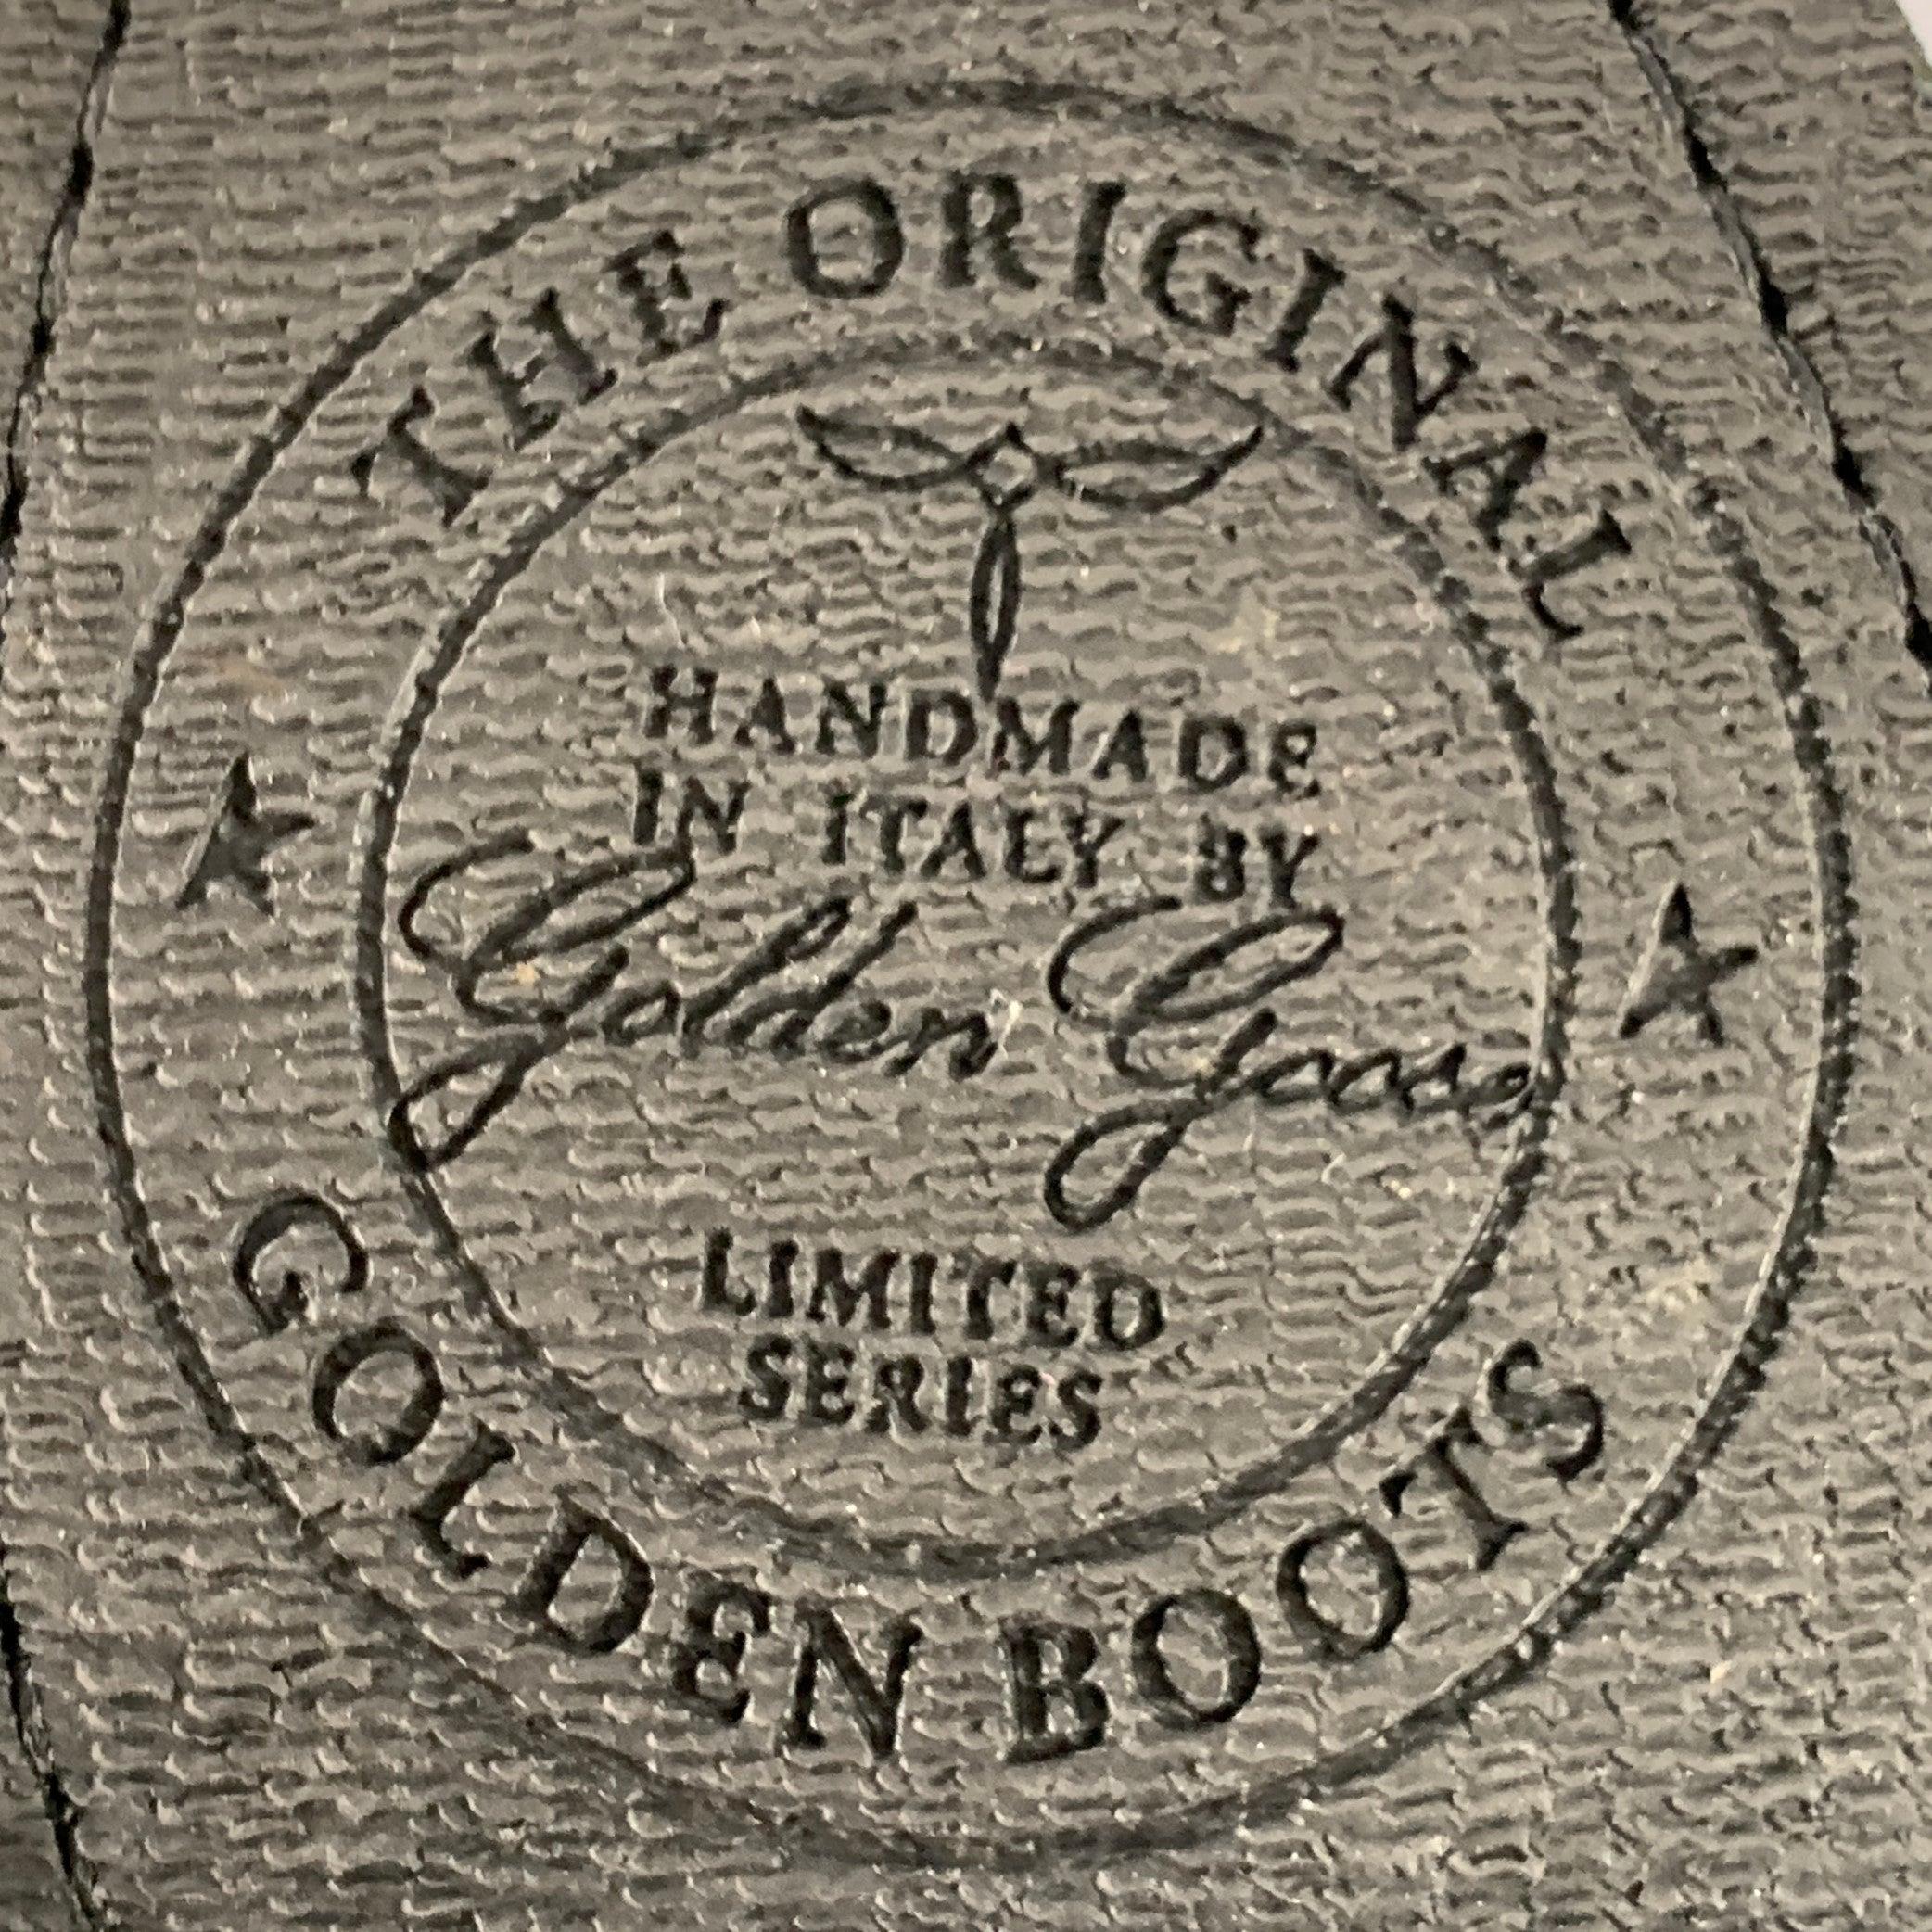 THE ORIGINAL
HANDMADE
IN ITALY BY
Golden Goose
LIMITED
SERIES
GOLDEN BOOTS